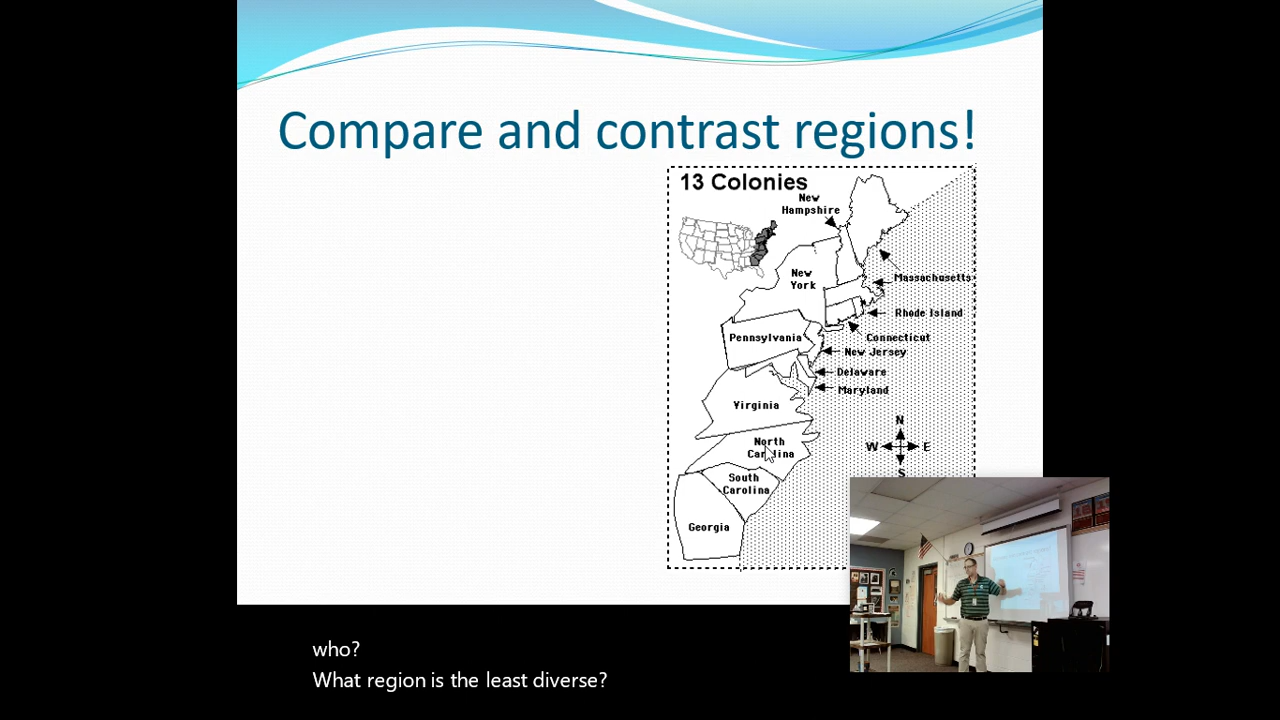 Compare and contrast regions!
13 Colonies
New
Hampshire
New
York
Massachusetts
Rhode Island
Pennsylvania
Connecticut
New Jersey
Delaware
Maryland
Virginia
N
W
E
S
North
Carolina
South
Carolina
Georgia
who?
What region is the least diverse?